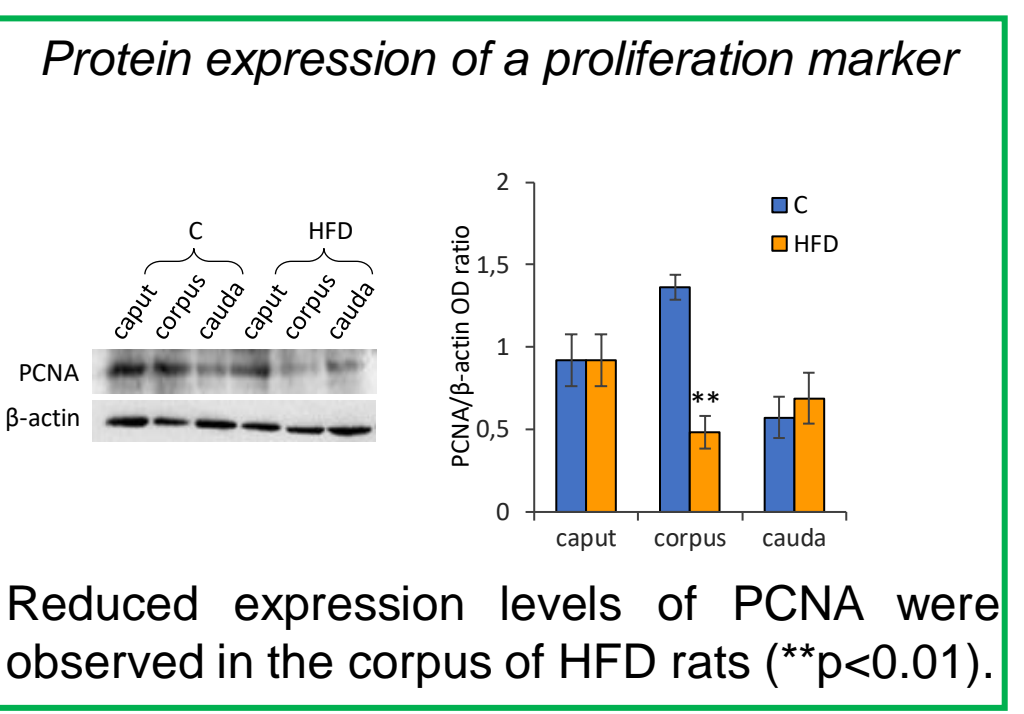 Protein expression of a proliferation marker
C HFD
caput corpus cauda caput corpus cauda
PCNA
β-actin
PCNA/β-actin OD ratio
2
1,5
1
0,5
0
C
HFD
**
caput corpus cauda
Reduced expression levels of PCNA were
observed in the corpus of HFD rats (**p<0.01).